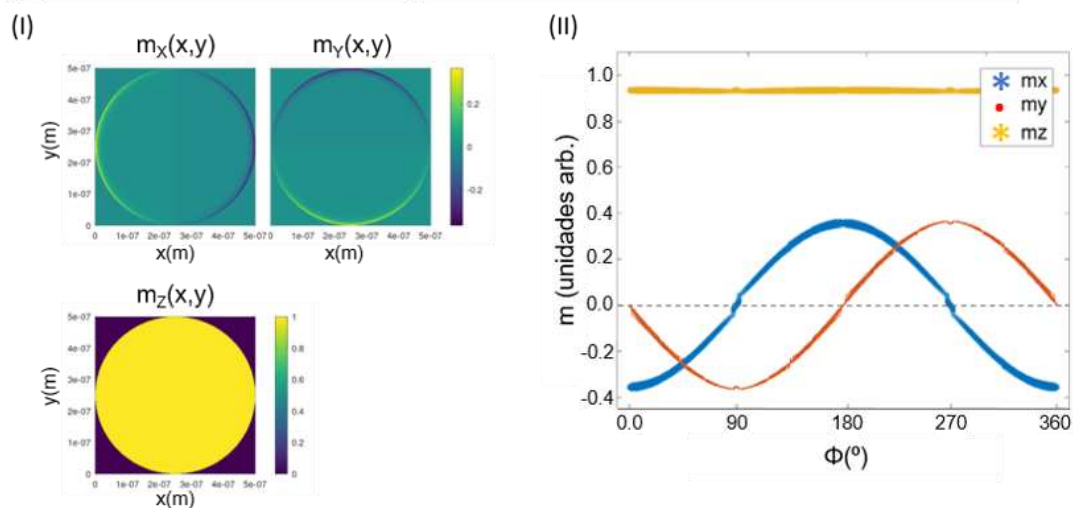 (I)
mX(x,y)
mY(x,y)
5e-07
4e-07
3e-07
2e-07
1e-07
0
y(m)
0 1e-07 2e-07 3e-07 4e-07 5e-07
x(m)
0 1e-07 2e-07 3e-07 4e-07 5e-07
x(m)
0.2
0
-0.2
mZ(x,y)
5e-07
4e-07
3e-07
2e-07
1e-07
0
y(m)
0 1e-07 2e-07 3e-07 4e-07 5e-07
x(m)
1
0.8
0.6
0.4
0.2
0
(II)
1.0
0.8
0.6
0.4
0.2
0.0
-0.2
-0.4
m (unidades arb.)
mx
my
mz
0.0 90 180 270 360
Φ(º)